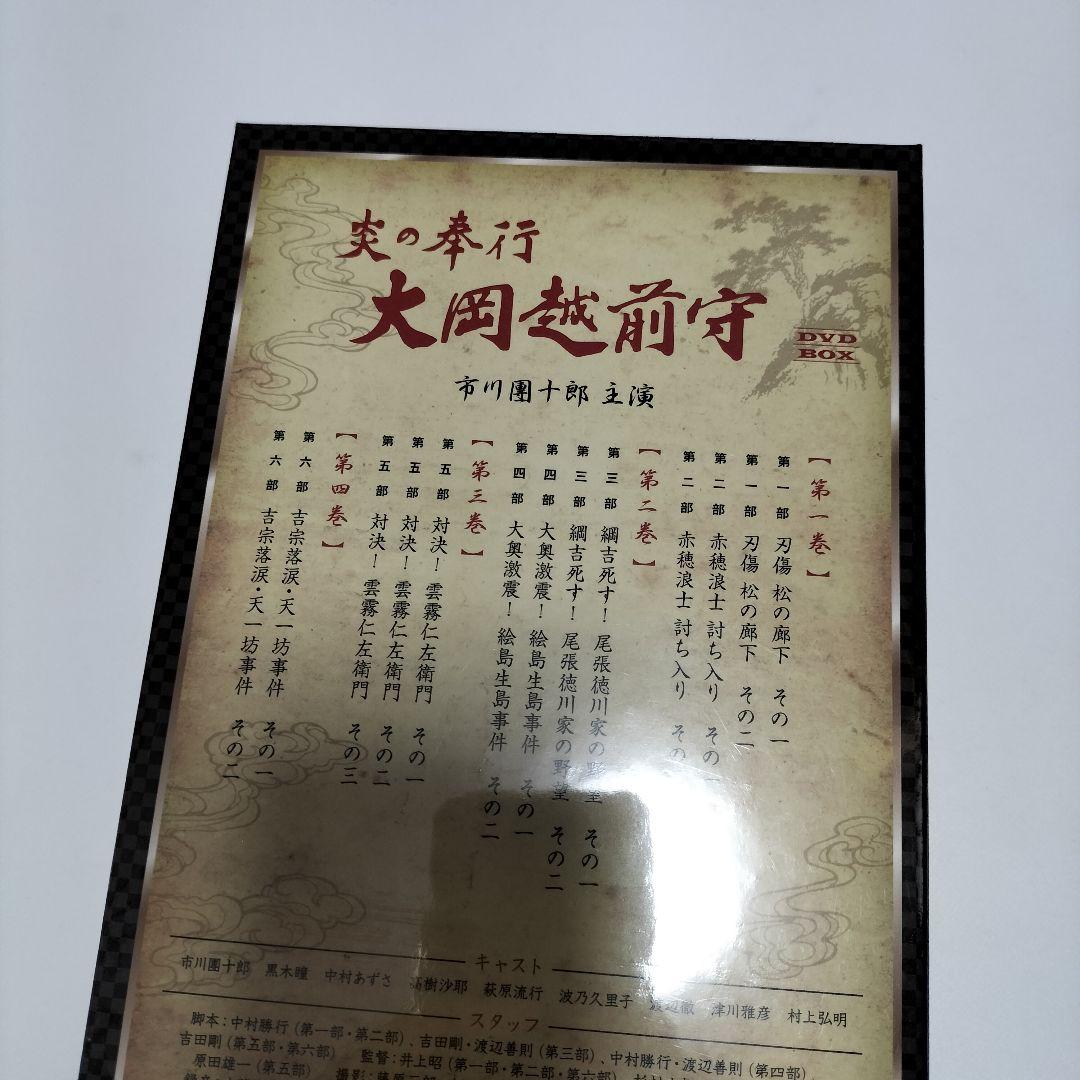 炎の奉行
大岡越前守
DVD
BOX
市川團十郎 主演
【第一巻】
第一部 刃傷 松の廊下 その一
第一部 刃傷 松の廊下 その二
第二部 赤穂浪士 討ち入り その一
第二部 赤穂浪士 討ち入り その
【第二巻】
第三部 綱吉死す! 尾張徳川家の野望 その一
第三部 綱吉死す! 尾張徳川家の野望 その二
第四部 大奥激震! 絵島生島事件 その一
第四部 大奥激震! 絵島生島事件 その二
【第三巻】
第五部 対決! 雲霧仁左衛門 その一
第五部 対決! 雲霧仁左衛門 その二
第五部 対決! 雲霧仁左衛門 その三
【第四巻】
第六部 吉宗落涙・天一坊事件 その一
第六部 吉宗落涙・天一坊事件 その二
キャスト
市川團十郎 黒木瞳 中村あずさ 高樹沙耶 萩原流行 波乃久里子 渡辺徹 津川雅彦 村上弘明
スタッフ
脚本:中村勝行(第一部・第二部)、吉田剛・渡辺善則(第三部)、中村勝行・渡辺善則(第四部)、
吉田剛(第五部・第六部) 監督:井上昭(第一部・第二部・第六部)
原田雄一(第五部) 撮影:藤原三郎